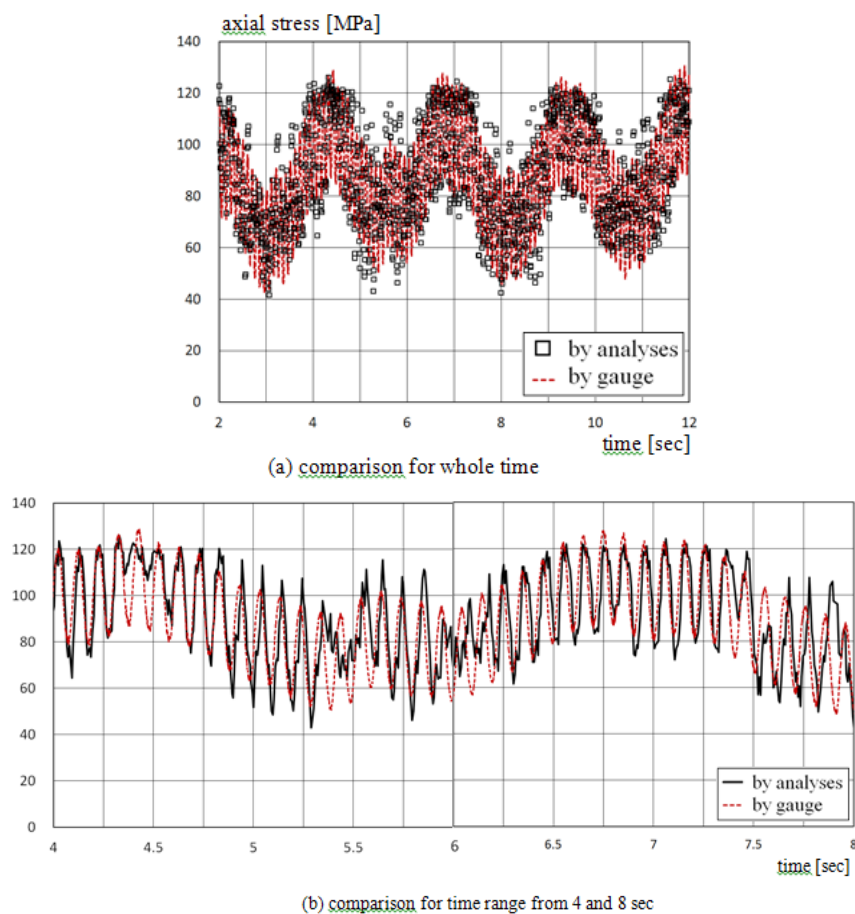 axial stress [MPa]
140
120
100
80
60
40
20
0
by analyses
by gauge
2 4 6 8 10 12
time [sec]
(a) comparison for whole time
140
120
100
80
60
40
20
0
by analyses
by gauge
4 4.5 5 5.5 6 6.5 7 7.5 8
time [sec]
(b) comparison for time range from 4 and 8 sec